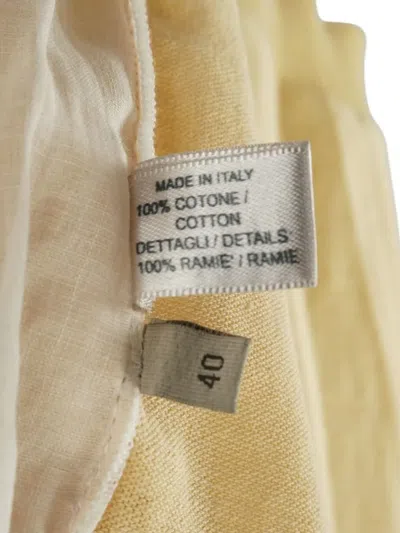 MADE IN ITALY
100% COTONE /
COTTON
DETTAGLI / DETAILS
100% RAMIE' / RAMIE
40